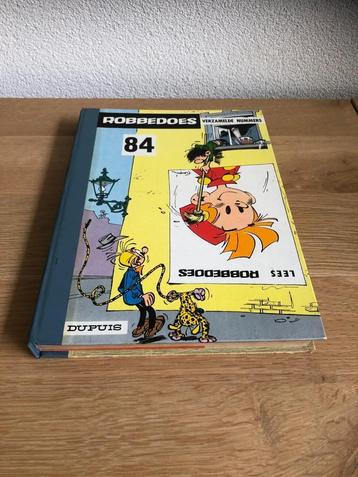 ROBBEDOES
VERZAMELDE NUMMERS
84
LEES
ROBBEDOES
DUPUIS